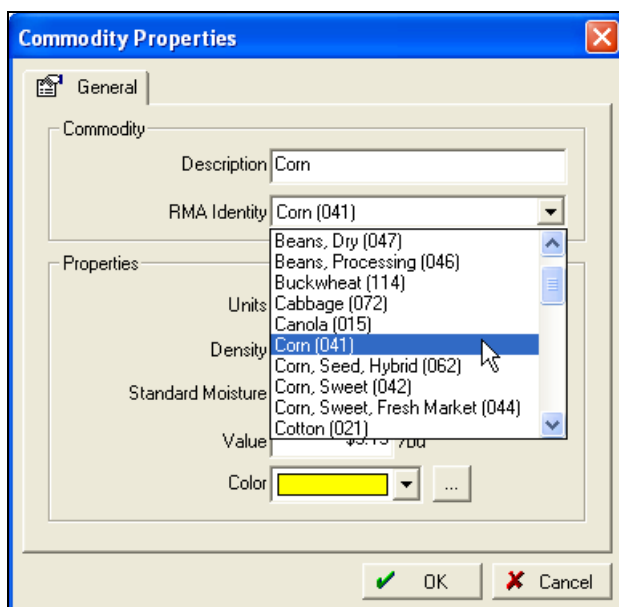 Commodity Properties
General
Commodity
Description Corn
RMA Identity Corn (041)
Beans, Dry (047)
Beans, Processing (046)
Buckwheat (114)
Cabbage (072)
Canola (015)
Corn (041)
Corn, Seed, Hybrid (062)
Corn, Sweet (042)
Corn, Sweet, Fresh Market (044)
Cotton (021)
Properties
Units
Density
Standard Moisture
Value
Color
...
OK
Cancel